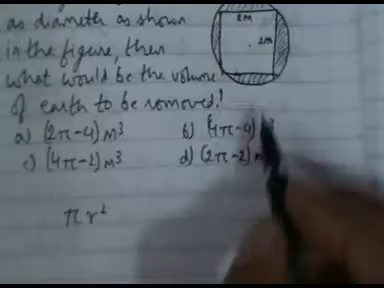 as diameter as shown
in the figure, then
what would be the volume
of earth to be removed?
2m
2m
a) (2π-4)m³
b) (4π-4)
c) (4π-2)m³
d) (2π-2)m
πr²